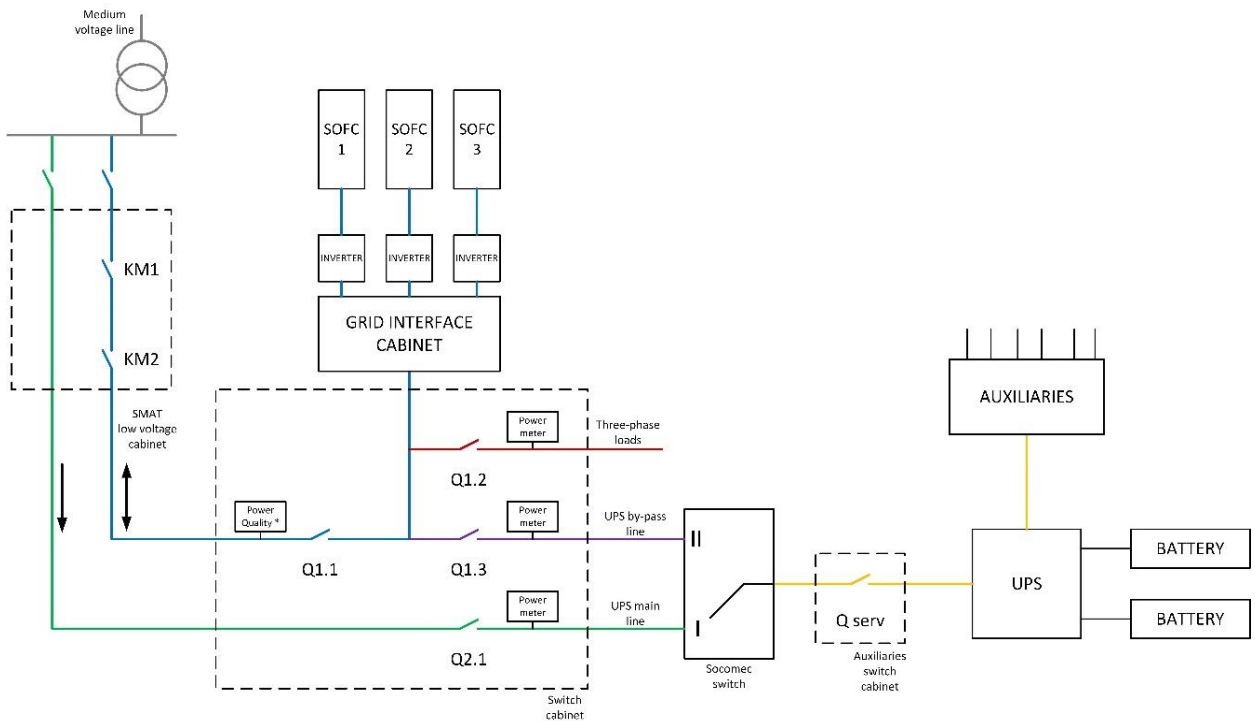 Medium
voltage line
SOFC
1
SOFC
2
SOFC
3
INVERTER
INVERTER
INVERTER
GRID INTERFACE
CABINET
KM1
KM2
SMAT
low voltage
cabinet
Power
meter
Three-phase
loads
Q1.2
Power
Quality *
Q1.1
Power
meter
UPS by-pass
line
Q1.3
Power
meter
UPS main
line
Q2.1
Switch
cabinet
II
I
Socomec
switch
Q serv
Auxiliaries
switch
cabinet
AUXILIARIES
UPS
BATTERY
BATTERY